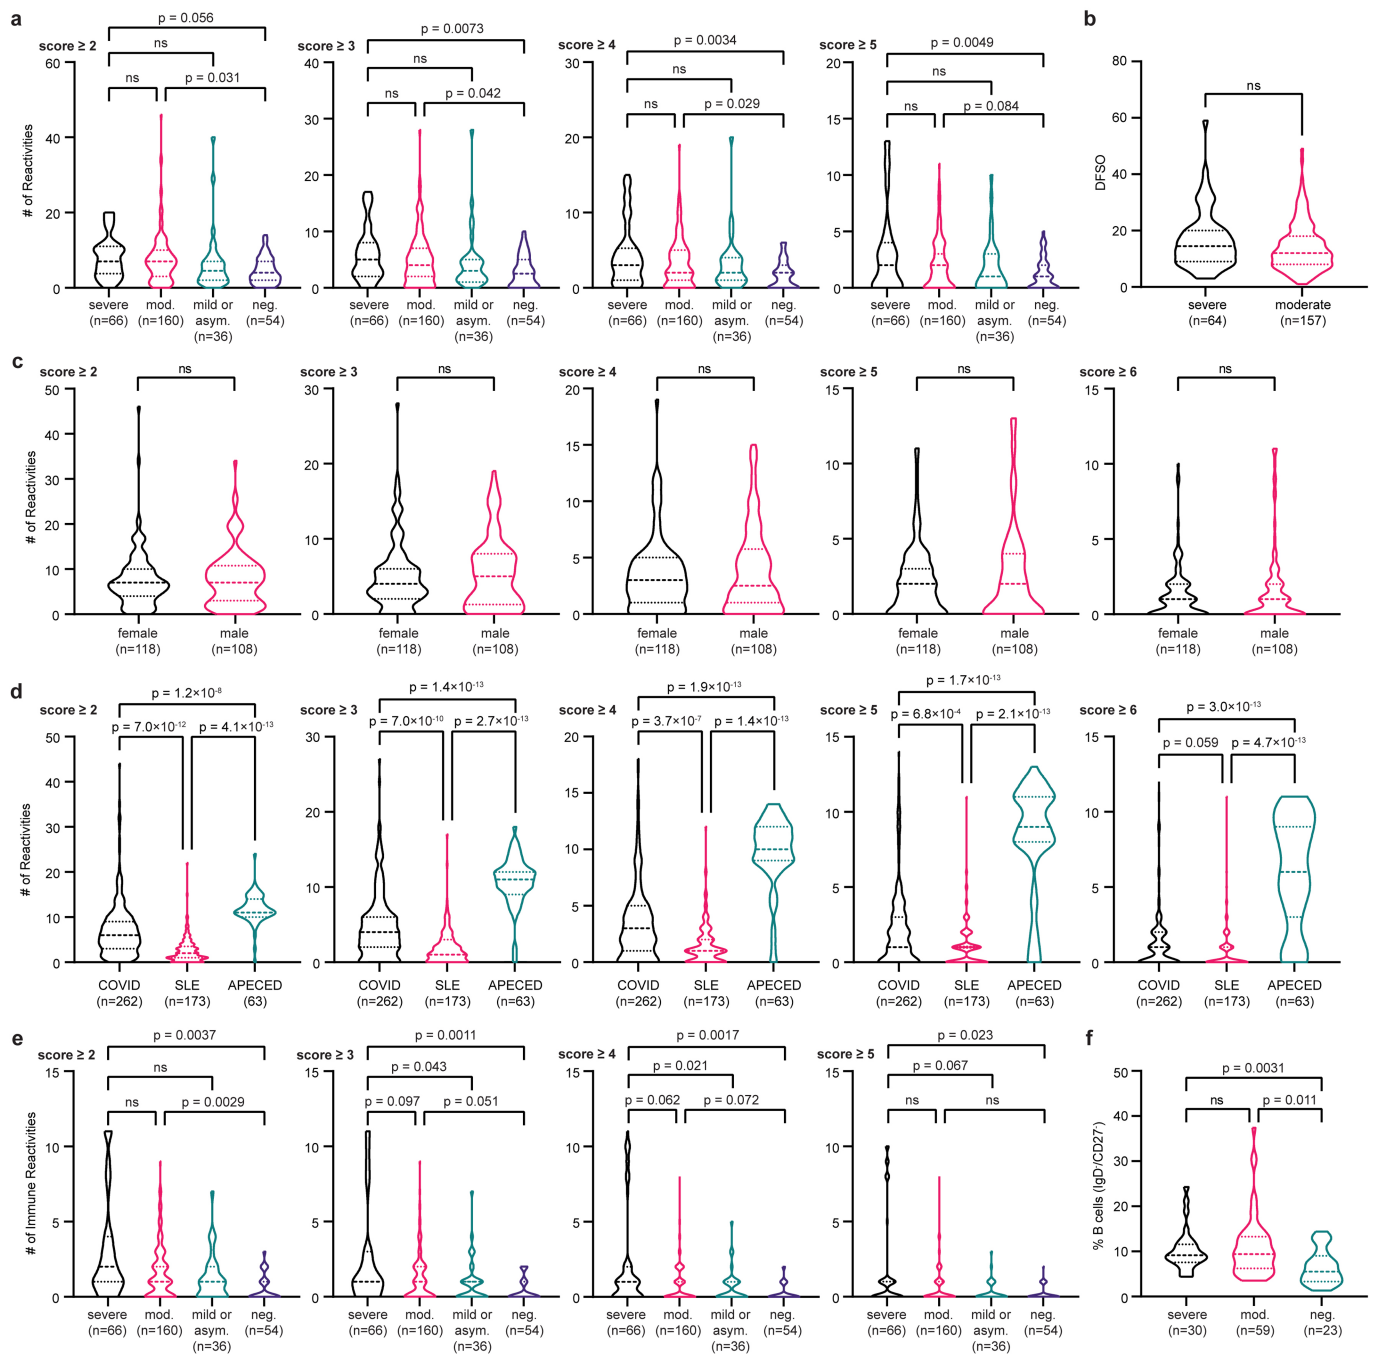 a
score ≥ 2
p = 0.056
ns
ns
p = 0.031
# of Reactivities
60
40
20
0
severe
(n=66)
mod.
(n=160)
mild or
asym.
(n=36)
neg.
(n=54)
score ≥ 3
p = 0.0073
ns
ns
p = 0.042
40
30
20
10
0
severe
(n=66)
mod.
(n=160)
mild or
asym.
(n=36)
neg.
(n=54)
score ≥ 4
p = 0.0034
ns
ns
p = 0.029
30
20
10
0
severe
(n=66)
mod.
(n=160)
mild or
asym.
(n=36)
neg.
(n=54)
score ≥ 5
p = 0.0049
ns
ns
p = 0.084
20
15
10
5
0
severe
(n=66)
mod.
(n=160)
mild or
asym.
(n=36)
neg.
(n=54)
b
ns
DFSO
80
60
40
20
0
severe
(n=64)
moderate
(n=157)
c
score ≥ 2
ns
# of Reactivities
50
40
30
20
10
0
female
(n=118)
male
(n=108)
score ≥ 3
ns
30
20
10
0
female
(n=118)
male
(n=108)
score ≥ 4
ns
20
15
10
5
0
female
(n=118)
male
(n=108)
score ≥ 5
ns
15
10
5
0
female
(n=118)
male
(n=108)
score ≥ 6
ns
15
10
5
0
female
(n=118)
male
(n=108)
d
score ≥ 2
p = 1.2×10⁻⁸
p = 7.0×10⁻¹²
p = 4.1×10⁻¹³
# of Reactivities
50
40
30
20
10
0
COVID
(n=262)
SLE
(n=173)
APECED
(63)
score ≥ 3
p = 1.4×10⁻¹³
p = 7.0×10⁻¹⁰
p = 2.7×10⁻¹³
30
20
10
0
COVID
(n=262)
SLE
(n=173)
APECED
(n=63)
score ≥ 4
p = 1.9×10⁻¹³
p = 3.7×10⁻⁷
p = 1.4×10⁻¹³
20
15
10
5
0
COVID
(n=262)
SLE
(n=173)
APECED
(n=63)
score ≥ 5
p = 1.7×10⁻¹³
p = 6.8×10⁻⁴
p = 2.1×10⁻¹³
15
10
5
0
COVID
(n=262)
SLE
(n=173)
APECED
(n=63)
score ≥ 6
p = 3.0×10⁻¹³
p = 0.059
p = 4.7×10⁻¹³
15
10
5
0
COVID
(n=262)
SLE
(n=173)
APECED
(n=63)
e
score ≥ 2
p = 0.0037
ns
ns
p = 0.0029
# of Immune Reactivities
15
10
5
0
severe
(n=66)
mod.
(n=160)
mild or
asym.
(n=36)
neg.
(n=54)
score ≥ 3
p = 0.0011
p = 0.043
p = 0.097
p = 0.051
15
10
5
0
severe
(n=66)
mod.
(n=160)
mild or
asym.
(n=36)
neg.
(n=54)
score ≥ 4
p = 0.0017
p = 0.021
p = 0.062
p = 0.072
15
10
5
0
severe
(n=66)
mod.
(n=160)
mild or
asym.
(n=36)
neg.
(n=54)
score ≥ 5
p = 0.023
p = 0.067
ns
ns
15
10
5
0
severe
(n=66)
mod.
(n=160)
mild or
asym.
(n=36)
neg.
(n=54)
f
p = 0.0031
ns
p = 0.011
% B cells (IgD⁻/CD27⁻)
50
40
30
20
10
0
severe
(n=30)
mod.
(n=59)
neg.
(n=23)